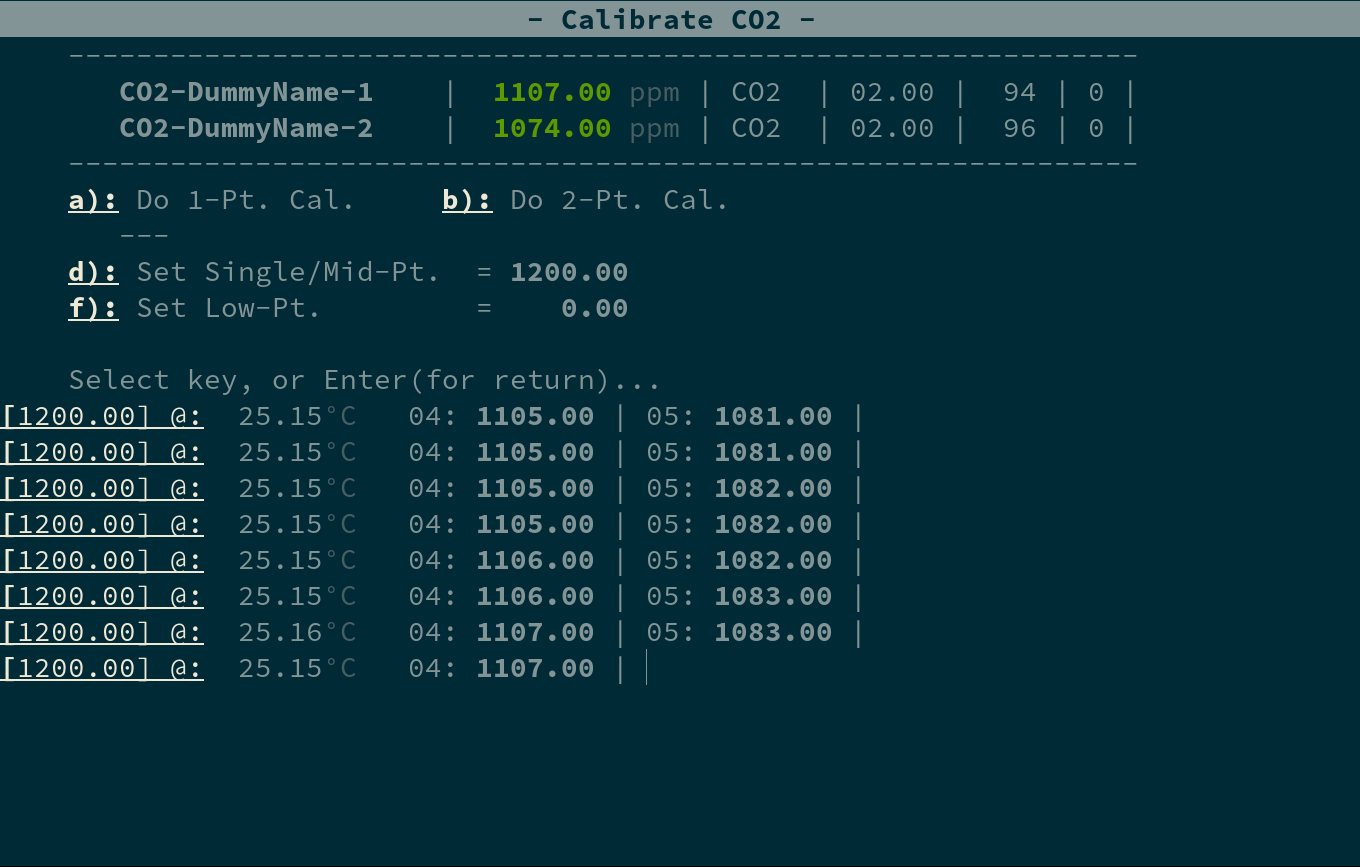 - Calibrate CO2 -
---------------------------------------------------------------
CO2-DummyName-1 | 1107.00 ppm | CO2 | 02.00 | 94 | 0 |
CO2-DummyName-2 | 1074.00 ppm | CO2 | 02.00 | 96 | 0 |
---------------------------------------------------------------
a): Do 1-Pt. Cal. b): Do 2-Pt. Cal.
---
d): Set Single/Mid-Pt. = 1200.00
f): Set Low-Pt. = 0.00
Select key, or Enter(for return)...
[1200.00] @: 25.15°C 04: 1105.00 | 05: 1081.00 |
[1200.00] @: 25.15°C 04: 1105.00 | 05: 1081.00 |
[1200.00] @: 25.15°C 04: 1105.00 | 05: 1082.00 |
[1200.00] @: 25.15°C 04: 1105.00 | 05: 1082.00 |
[1200.00] @: 25.15°C 04: 1106.00 | 05: 1082.00 |
[1200.00] @: 25.15°C 04: 1106.00 | 05: 1083.00 |
[1200.00] @: 25.16°C 04: 1107.00 | 05: 1083.00 |
[1200.00] @: 25.15°C 04: 1107.00 |